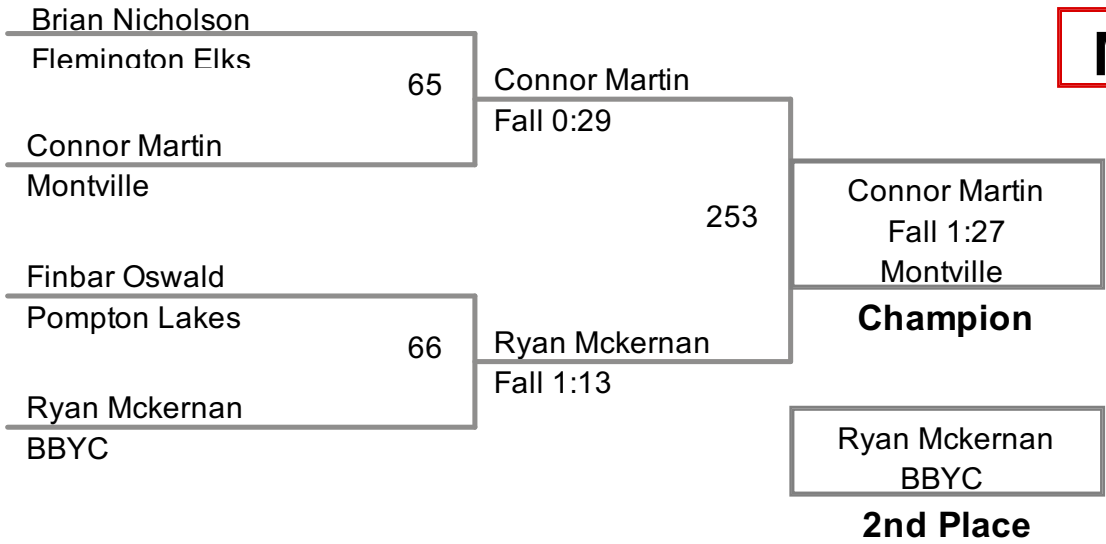 Brian Nicholson
Flemington Elks
65
Connor Martin
Fall 0:29
Connor Martin
Montville
253
Connor Martin
Fall 1:27
Montville
Champion
Finbar Oswald
Pompton Lakes
66
Ryan Mckernan
Fall 1:13
Ryan Mckernan
BBYC
Ryan Mckernan
BBYC
2nd Place